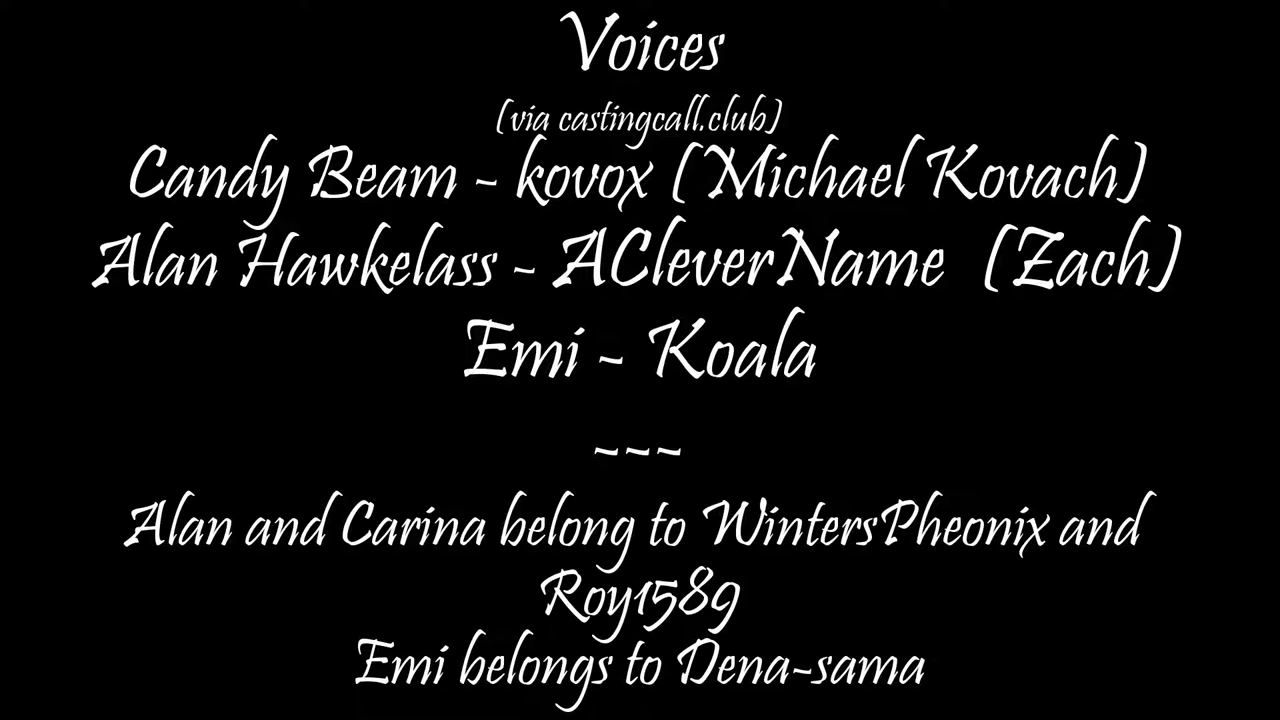 Voices
(via castingcall.club)
Candy Beam - kovox (Michael Kovach)
Alan Hawkelass - ACleverName (Zach)
Emi - Koala
~~~
Alan and Carina belong to WintersPheonix and
Roy1589
Emi belongs to Dena-sama